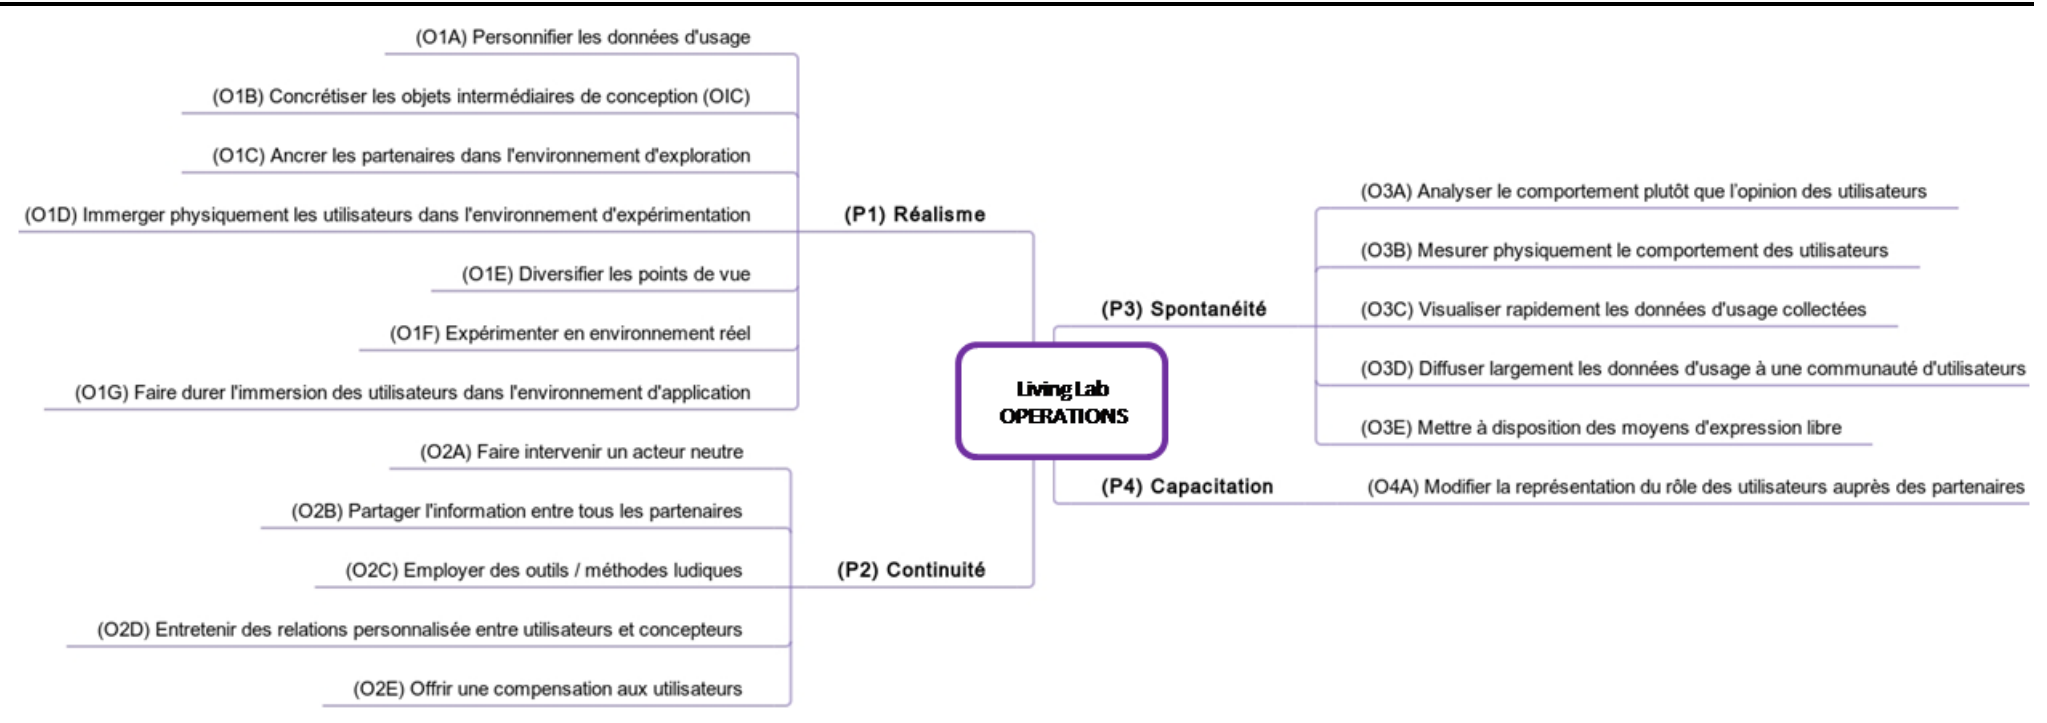 (O1A) Personnifier les données d'usage
(O1B) Concrétiser les objets intermédiaires de conception (OIC)
(O1C) Ancrer les partenaires dans l'environnement d'exploration
(O1D) Immerger physiquement les utilisateurs dans l'environnement d'expérimentation
(O1E) Diversifier les points de vue
(O1F) Expérimenter en environnement réel
(O1G) Faire durer l'immersion des utilisateurs dans l'environnement d'application
(P1) Réalisme
(O2A) Faire intervenir un acteur neutre
(O2B) Partager l'information entre tous les partenaires
(O2C) Employer des outils / méthodes ludiques
(O2D) Entretenir des relations personnalisée entre utilisateurs et concepteurs
(O2E) Offrir une compensation aux utilisateurs
(P2) Continuité
Living Lab
OPERATIONS
(P3) Spontanéité
(O3A) Analyser le comportement plutôt que l'opinion des utilisateurs
(O3B) Mesurer physiquement le comportement des utilisateurs
(O3C) Visualiser rapidement les données d'usage collectées
(O3D) Diffuser largement les données d'usage à une communauté d'utilisateurs
(O3E) Mettre à disposition des moyens d'expression libre
(P4) Capacitation
(O4A) Modifier la représentation du rôle des utilisateurs auprès des partenaires